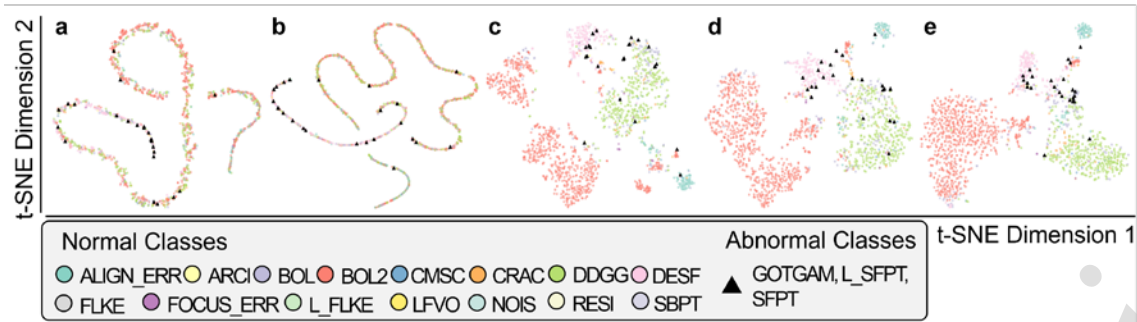 a b c d e
t-SNE Dimension 2
t-SNE Dimension 1
Normal Classes
ALIGN_ERR ARCI BOL BOL2 CMSC CRAC DDGG DESF
FLKE FOCUS_ERR L_FLKE LFVO NOIS RESI SBPT
Abnormal Classes
GOTGAM, L_SFPT,
SFPT